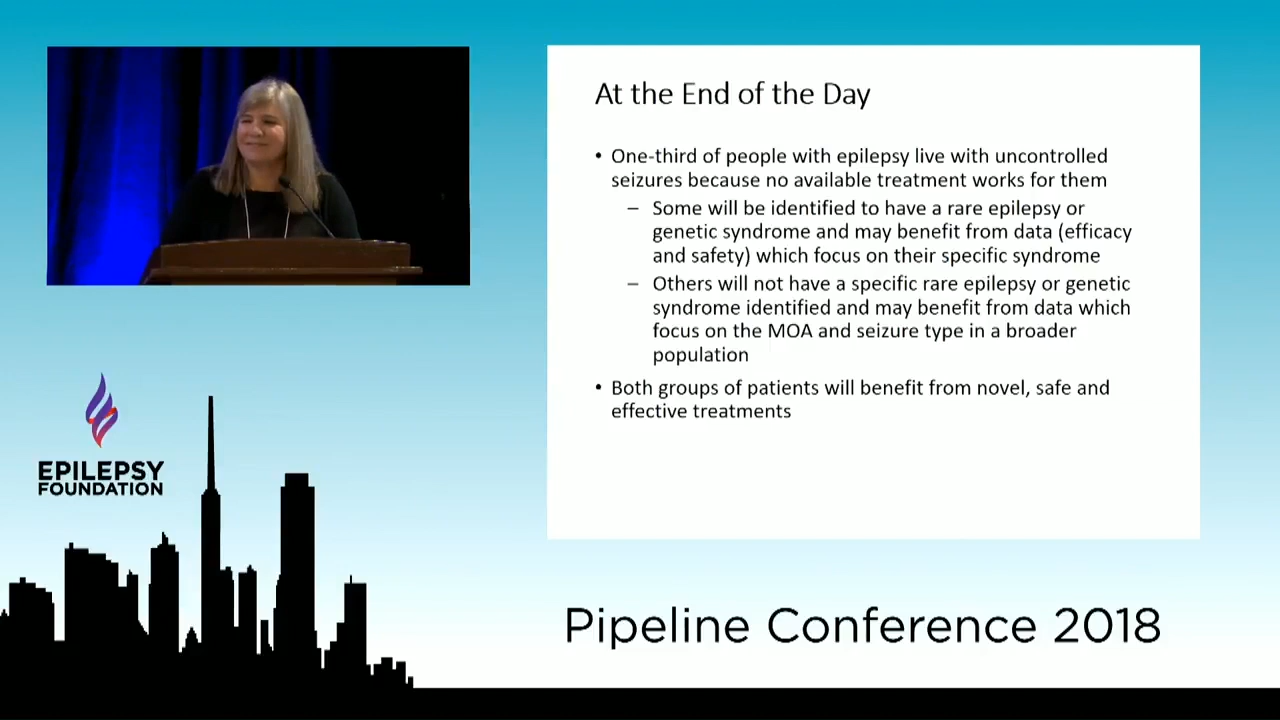 At the End of the Day
• One-third of people with epilepsy live with uncontrolled
seizures because no available treatment works for them
– Some will be identified to have a rare epilepsy or
genetic syndrome and may benefit from data (efficacy
and safety) which focus on their specific syndrome
– Others will not have a specific rare epilepsy or genetic
syndrome identified and may benefit from data which
focus on the MOA and seizure type in a broader
population
• Both groups of patients will benefit from novel, safe and
effective treatments
EPILEPSY
FOUNDATION
Pipeline Conference 2018